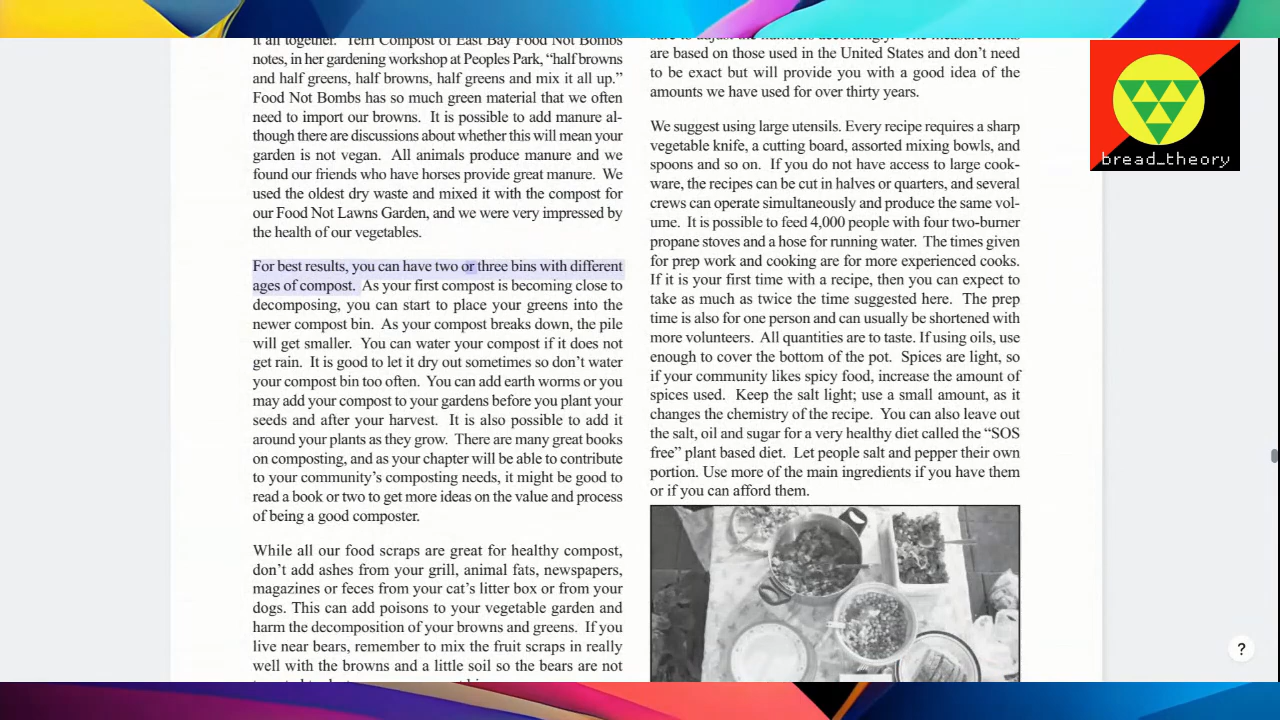 it all together. Terri Compost of East Bay Food Not Bombs
notes, in her gardening workshop at Peoples Park, “half browns
and half greens, half browns, half greens and mix it all up.”
Food Not Bombs has so much green material that we often
need to import our browns. It is possible to add manure al-
though there are discussions about whether this will mean your
garden is not vegan. All animals produce manure and we
found our friends who have horses provide great manure. We
used the oldest dry waste and mixed it with the compost for
our Food Not Lawns Garden, and we were very impressed by
the health of our vegetables.
For best results, you can have two or three bins with different
ages of compost. As your first compost is becoming close to
decomposing, you can start to place your greens into the
newer compost bin. As your compost breaks down, the pile
will get smaller. You can water your compost if it does not
get rain. It is good to let it dry out sometimes so don’t water
your compost bin too often. You can add earth worms or you
may add your compost to your gardens before you plant your
seeds and after your harvest. It is also possible to add it
around your plants as they grow. There are many great books
on composting, and as your chapter will be able to contribute
to your community’s composting needs, it might be good to
read a book or two to get more ideas on the value and process
of being a good composter.
While all our food scraps are great for healthy compost,
don’t add ashes from your grill, animal fats, newspapers,
magazines or feces from your cat’s litter box or from your
dogs. This can add poisons to your vegetable garden and
harm the decomposition of your browns and greens. If you
live near bears, remember to mix the fruit scraps in really
well with the browns and a little soil so the bears are not
are based on those used in the United States and don’t need
to be exact but will provide you with a good idea of the
amounts we have used for over thirty years.
We suggest using large utensils. Every recipe requires a sharp
vegetable knife, a cutting board, assorted mixing bowls, and
spoons and so on. If you do not have access to large cook-
ware, the recipes can be cut in halves or quarters, and several
crews can operate simultaneously and produce the same vol-
ume. It is possible to feed 4,000 people with four two-burner
propane stoves and a hose for running water. The times given
for prep work and cooking are for more experienced cooks.
If it is your first time with a recipe, then you can expect to
take as much as twice the time suggested here. The prep
time is also for one person and can usually be shortened with
more volunteers. All quantities are to taste. If using oils, use
enough to cover the bottom of the pot. Spices are light, so
if your community likes spicy food, increase the amount of
spices used. Keep the salt light; use a small amount, as it
changes the chemistry of the recipe. You can also leave out
the salt, oil and sugar for a very healthy diet called the “SOS
free” plant based diet. Let people salt and pepper their own
portion. Use more of the main ingredients if you have them
or if you can afford them.
bread_theory
?